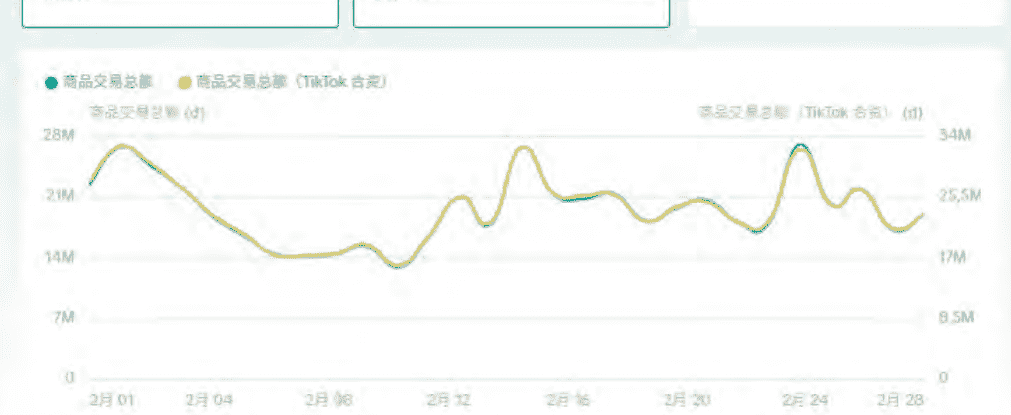 商品交易总额 商品交易总额（TikTok 合资）
商品交易总额 (₫) 商品交易总额（TikTok 合资） (₫)
28M 34M
21M 25,5M
14M 17M
7M 8,5M
0 0
2月 01 2月 04 2月 08 2月 12 2月 16 2月 20 2月 24 2月 28